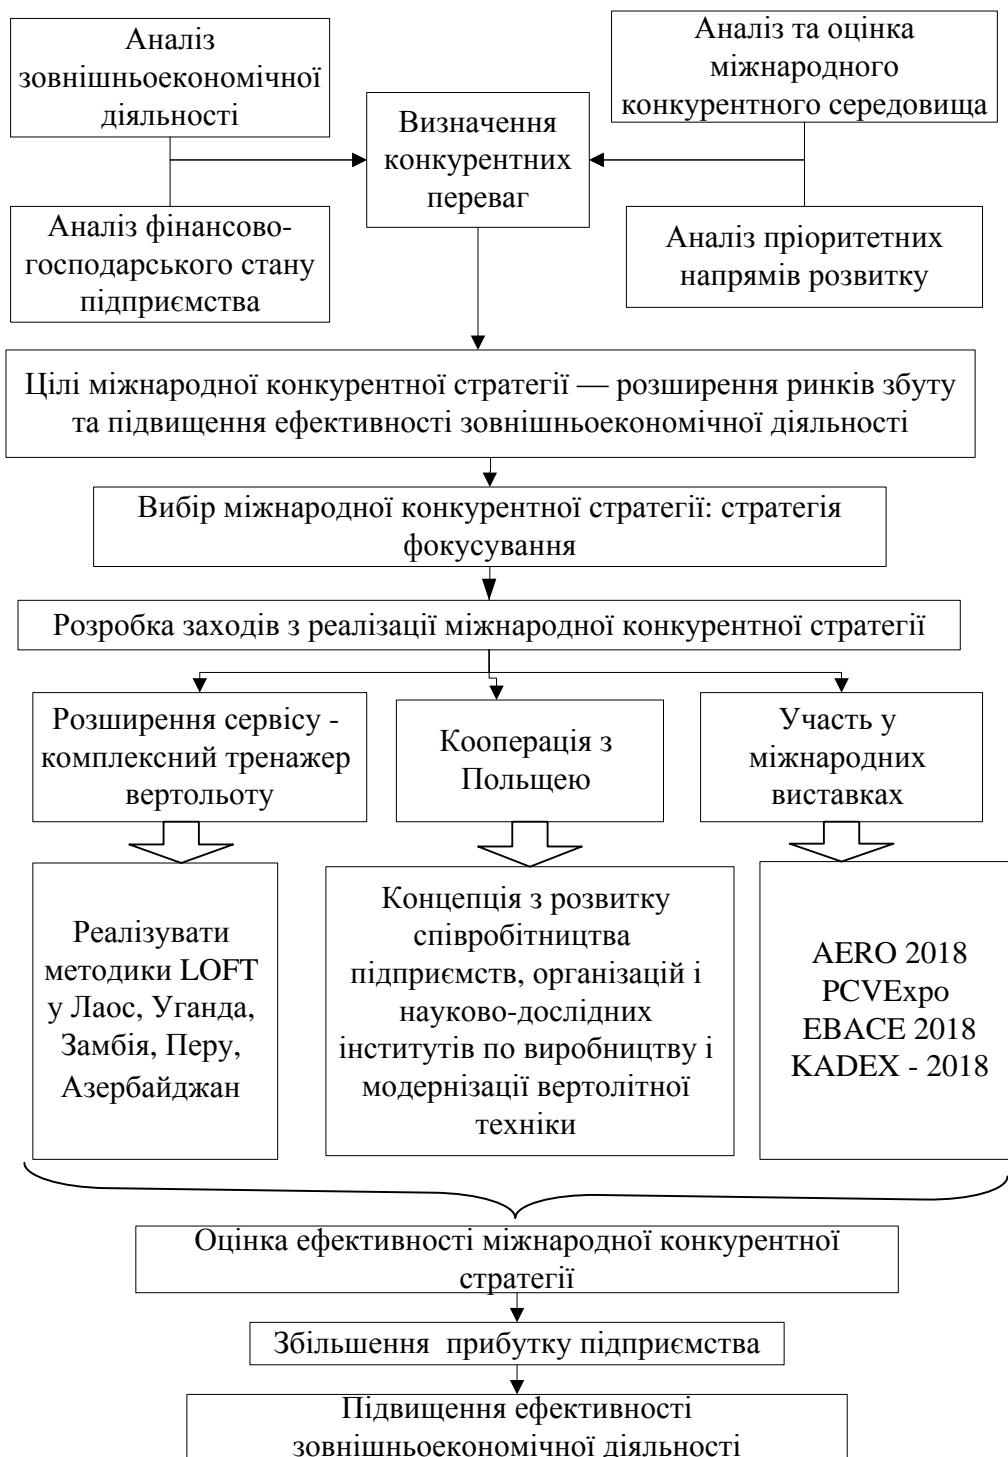 Аналіз
зовнішньоекономічної
діяльності
Аналіз та оцінка
міжнародного
конкурентного середовища
Визначення
конкурентних
переваг
Аналіз фінансово-
господарського стану
підприємства
Аналіз пріоритетних
напрямів розвитку
Цілі міжнародної конкурентної стратегії — розширення ринків збуту
та підвищення ефективності зовнішньоекономічної діяльності
Вибір міжнародної конкурентної стратегії: стратегія
фокусування
Розробка заходів з реалізації міжнародної конкурентної стратегії
Розширення сервісу -
комплексний тренажер
вертольоту
Кооперація з
Польщею
Участь у
міжнародних
виставках
Реалізувати
методики LOFT
у Лаос, Уганда,
Замбія, Перу,
Азербайджан
Концепція з розвитку
співробітництва
підприємств, організацій і
науково-дослідних
інститутів по виробництву і
модернізації вертолітної
техніки
AERO 2018
PCVExpo
EBACE 2018
KADEX - 2018
Оцінка ефективності міжнародної конкурентної
стратегії
Збільшення прибутку підприємства
Підвищення ефективності
зовнішньоекономічної діяльності